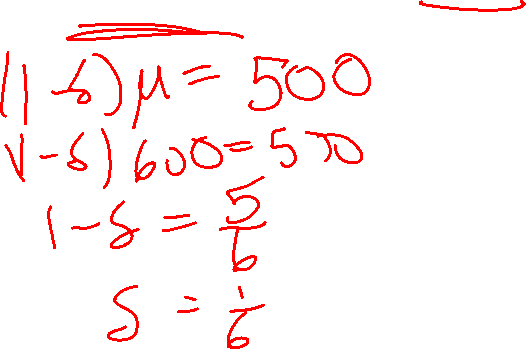 (1-δ)μ = 500
(1-δ)600 = 500
1-δ = 5/6
δ = 1/6